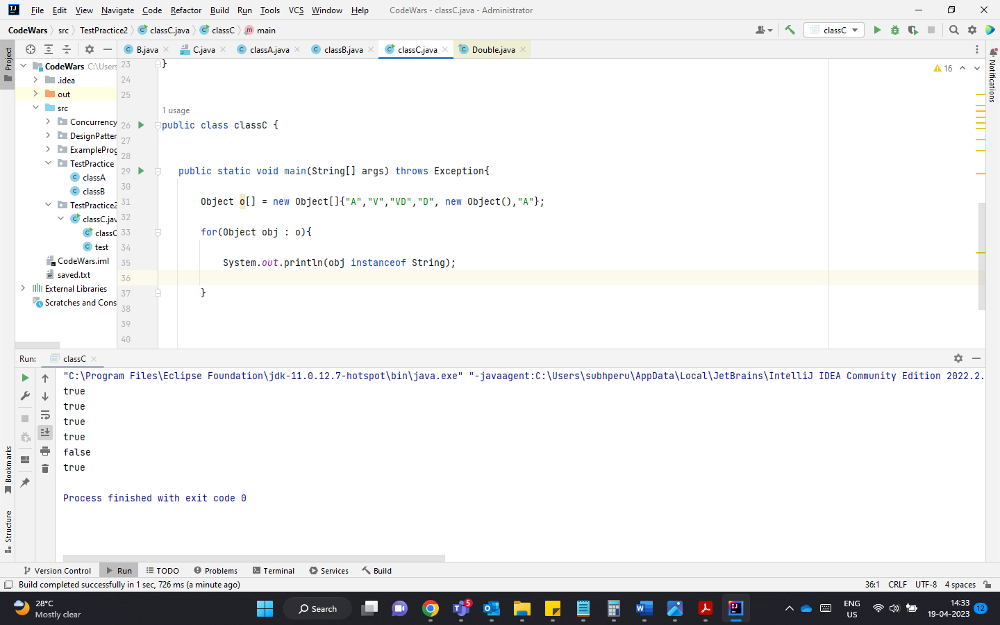 File Edit View Navigate Code Refactor Build Run Tools VCS Window Help CodeWars - classC.java - Administrator
CodeWars src TestPractice2 classC.java classC main classC
Project B.java C.java classA.java classB.java classC.java Double.java
CodeWars C:\Users
.idea
out
src
Concurrency
DesignPatter
ExampleProg
TestPractice
classA
classB
TestPractice2
classC.jav
classC
test
CodeWars.iml
saved.txt
External Libraries
Scratches and Cons
23 }
24
25
1 usage
26 public class classC {
27
28
29 public static void main(String[] args) throws Exception{
30
31 Object o[] = new Object[]{"A","V","VD","D", new Object(),"A"};
32
33 for(Object obj : o){
34
35 System.out.println(obj instanceof String);
36
37 }
38
39
40
16
Notifications
Run: classC
"C:\Program Files\Eclipse Foundation\jdk-11.0.12.7-hotspot\bin\java.exe" "-javaagent:C:\Users\subhperu\AppData\Local\JetBrains\IntelliJ IDEA Community Edition 2022.2.
true
true
true
true
false
true
Process finished with exit code 0
Bookmarks
Structure
Version Control Run TODO Problems Terminal Services Build
Build completed successfully in 1 sec, 726 ms (a minute ago) 36:1 CRLF UTF-8 4 spaces
28°C
Mostly clear
Search
5
ENG
US
14:33
19-04-2023
12